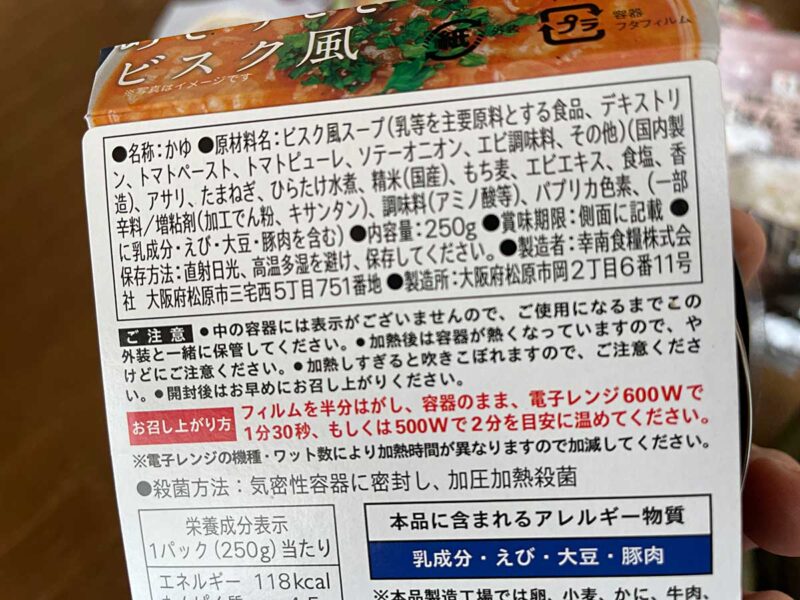 ビスク風
※写真はイメージです
紙
プラ
容器
フタフィルム
●名称：かゆ ●原材料名：ビスク風スープ（乳等を主要原料とする食品、デキストリ
ン、トマトペースト、トマトピューレ、ソテーオニオン、エビ調味料、その他）（国内製
造）、アサリ、たまねぎ、ひらたけ水煮、精米（国産）、もち麦、エビエキス、食塩、香
辛料／増粘剤（加工でん粉、キサンタン）、調味料（アミノ酸等）、パプリカ色素、（一部
に乳成分・えび・大豆・豚肉を含む） ●内容量：250g ●賞味期限：側面に記載 ●
保存方法：直射日光、高温多湿を避け、保存してください。 ●製造者：幸南食糧株式会
社 大阪府松原市三宅西5丁目751番地 ●製造所：大阪府松原市岡2丁目6番11号
ご注意 ●中の容器には表示がございませんので、ご使用になるまでこの
外装と一緒に保管してください。●加熱後は容器が熱くなっていますので、や
けどにご注意ください。●加熱しすぎると吹きこぼれますので、ご注意くださ
い。●開封後はお早めにお召し上がりください。
お召し上がり方 フィルムを半分はがし、容器のまま、電子レンジ600Wで
1分30秒、もしくは500Wで2分を目安に温めてください。
※電子レンジの機種・ワット数により加熱時間が異なりますので加減してください。
●殺菌方法：気密性容器に密封し、加圧加熱殺菌
栄養成分表示
1パック（250g）当たり
エネルギー 118kcal
本品に含まれるアレルギー物質
乳成分・えび・大豆・豚肉
※本品製造工場では卵、小麦、かに、牛肉、